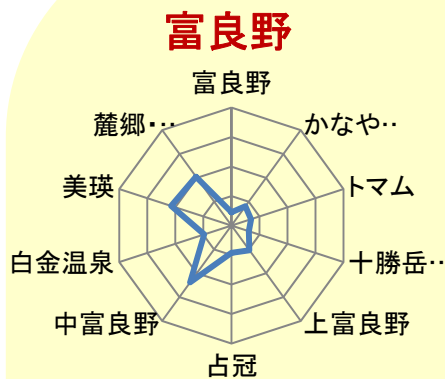 富良野
富良野
麓郷…
かなや‥
美瑛
トマム
白金温泉
十勝岳‥
中富良野
上富良野
占冠